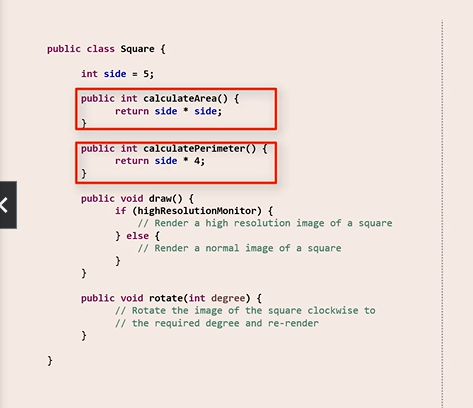 public class Square {
int side = 5;
public int calculateArea() {
return side * side;
}
public int calculatePerimeter() {
return side * 4;
}
public void draw() {
if (highResolutionMonitor) {
// Render a high resolution image of a square
} else {
// Render a normal image of a square
}
}
public void rotate(int degree) {
// Rotate the image of the square clockwise to
// the required degree and re-render
}
}